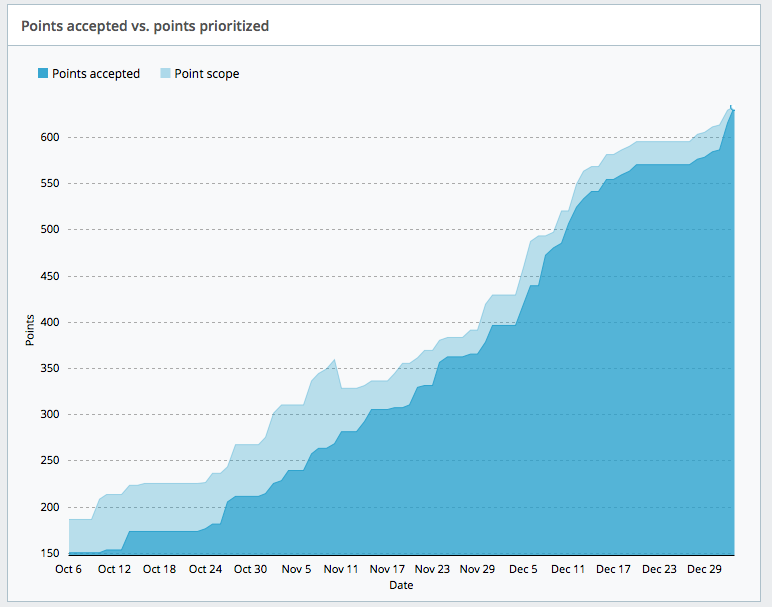 Points accepted vs. points prioritized
Points accepted Point scope
600
550
500
450
400
350
300
250
200
150
Points
Oct 6 Oct 12 Oct 18 Oct 24 Oct 30 Nov 5 Nov 11 Nov 17 Nov 23 Nov 29 Dec 5 Dec 11 Dec 17 Dec 23 Dec 29
Date